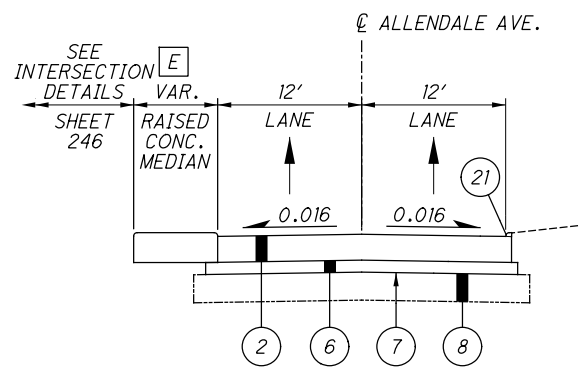 ℄ ALLENDALE AVE.
SEE
INTERSECTION
DETAILS
SHEET
246
E
VAR.
RAISED
CONC.
MEDIAN
12'
LANE
12'
LANE
21
0.016
0.016
2
6
7
8